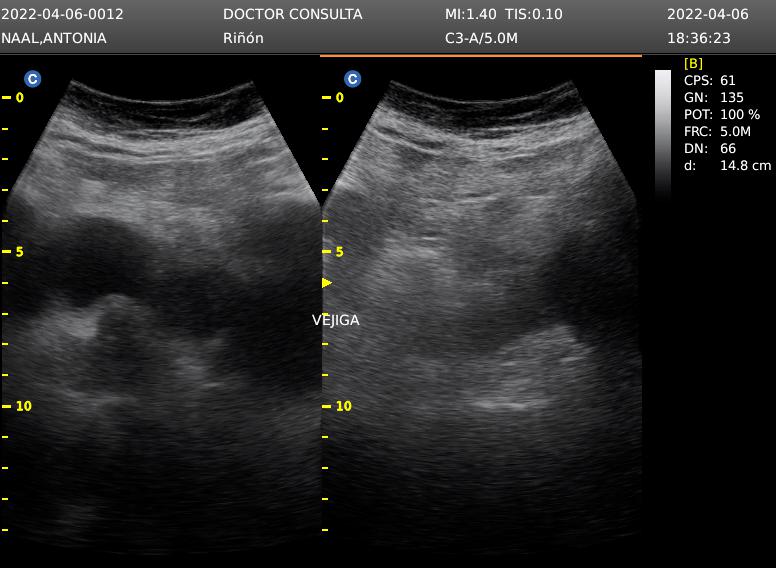 2022-04-06-0012 DOCTOR CONSULTA MI:1.40 TIS:0.10 2022-04-06
NAAL,ANTONIA Riñón C3-A/5.0M 18:36:23
[B]
C C CPS: 61
0 0 GN: 135
POT: 100 %
FRC: 5.0M
DN: 66
d: 14.8 cm
5 5
VEJIGA
10 10